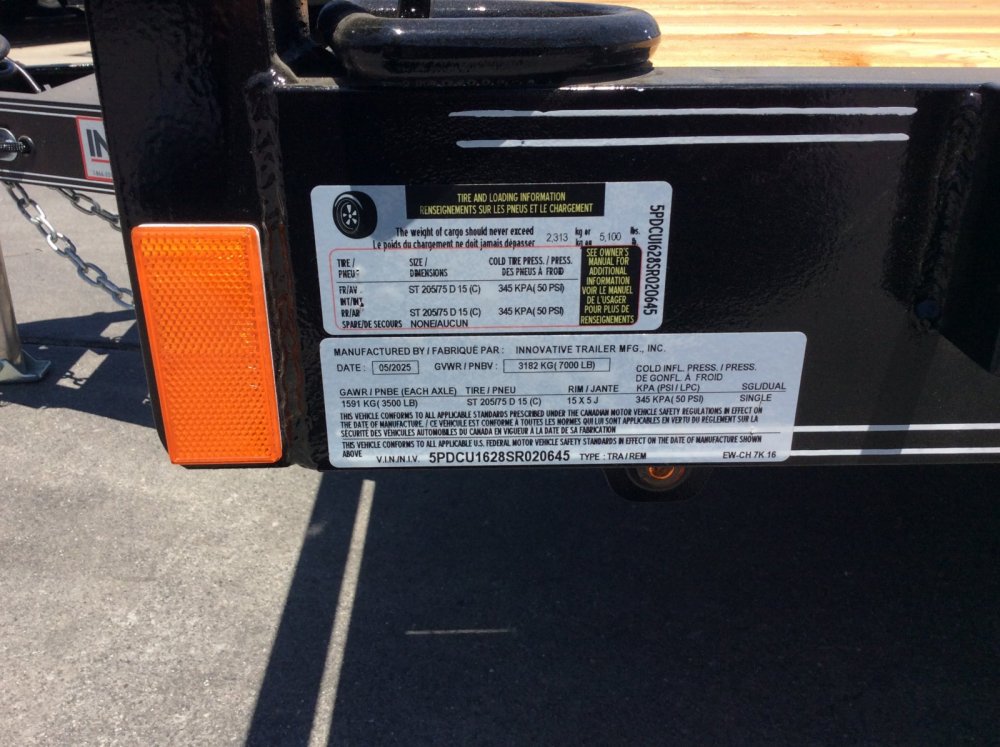 IN
TIRE AND LOADING INFORMATION
RENSEIGNEMENTS SUR LES PNEUS ET LE CHARGEMENT
The weight of cargo should never exceed 2,313 kg or 5,100 lbs.
Le poids du chargement ne doit jamais dépasser kg ou lb.
TIRE / SIZE / COLD TIRE PRESS. / PRESS.
PNEUS DIMENSIONS DES PNEUS À FROID
FR/AV ST 205/75 D 15 (C) 345 KPA( 50 PSI)
INT/INT
RR/AR ST 205/75 D 15 (C) 345 KPA( 50 PSI)
SPARE/DE SECOURS NONE/AUCUN
SEE OWNER'S
MANUAL FOR
ADDITIONAL
INFORMATION
VOIR LE MANUEL
DE L'USAGER
POUR PLUS DE
RENSEIGNEMENTS
5PDCU1628SR020645
MANUFACTURED BY / FABRIQUÉ PAR : INNOVATIVE TRAILER MFG., INC.
DATE : 05/2025 GVWR / PNBV : 3182 KG( 7000 LB)
COLD INFL. PRESS. / PRESS.
DE GONFL. À FROID
GAWR / PNBE (EACH AXLE) TIRE / PNEU RIM / JANTE KPA (PSI / LPC) SGL/DUAL
1591 KG( 3500 LB) ST 205/75 D 15 (C) 15 X 5 J 345 KPA( 50 PSI) SINGLE
THIS VEHICLE CONFORMS TO ALL APPLICABLE STANDARDS PRESCRIBED UNDER THE CANADIAN MOTOR VEHICLE SAFETY REGULATIONS IN EFFECT ON
THE DATE OF MANUFACTURE. / CE VÉHICULE EST CONFORME À TOUTES LES NORMES QUI LUI SONT APPLICABLES EN VERTU DU RÈGLEMENT SUR LA
SÉCURITÉ DES VÉHICULES AUTOMOBILES DU CANADA EN VIGUEUR À LA DATE DE SA FABRICATION
THIS VEHICLE CONFORMS TO ALL APPLICABLE U.S. FEDERAL MOTOR VEHICLE SAFETY STANDARDS IN EFFECT ON THE DATE OF MANUFACTURE SHOWN
ABOVE V.I.N./N.I.V. 5PDCU1628SR020645 TYPE : TRA / REM EW-CH 7K 16